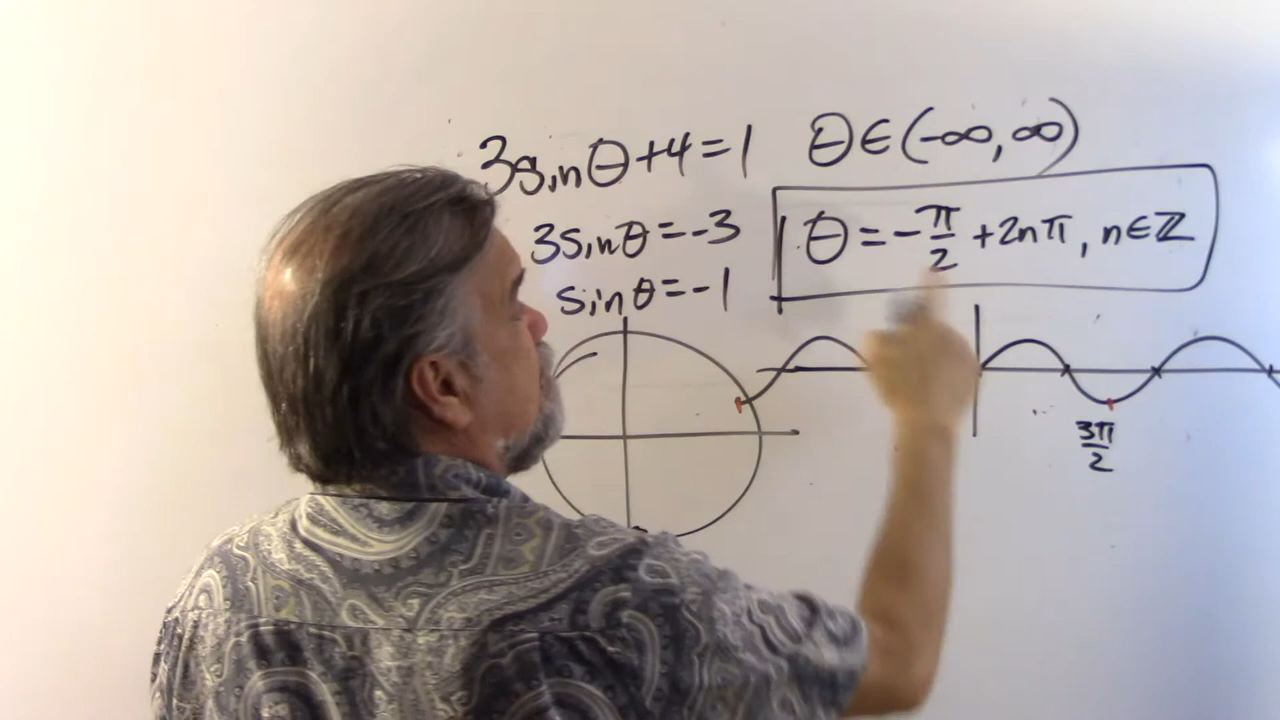 3sinθ+4=1 θ∈(-∞,∞)
3sinθ=-3 θ=-π/2+2nπ, n∈ℤ
sinθ=-1
3π/2